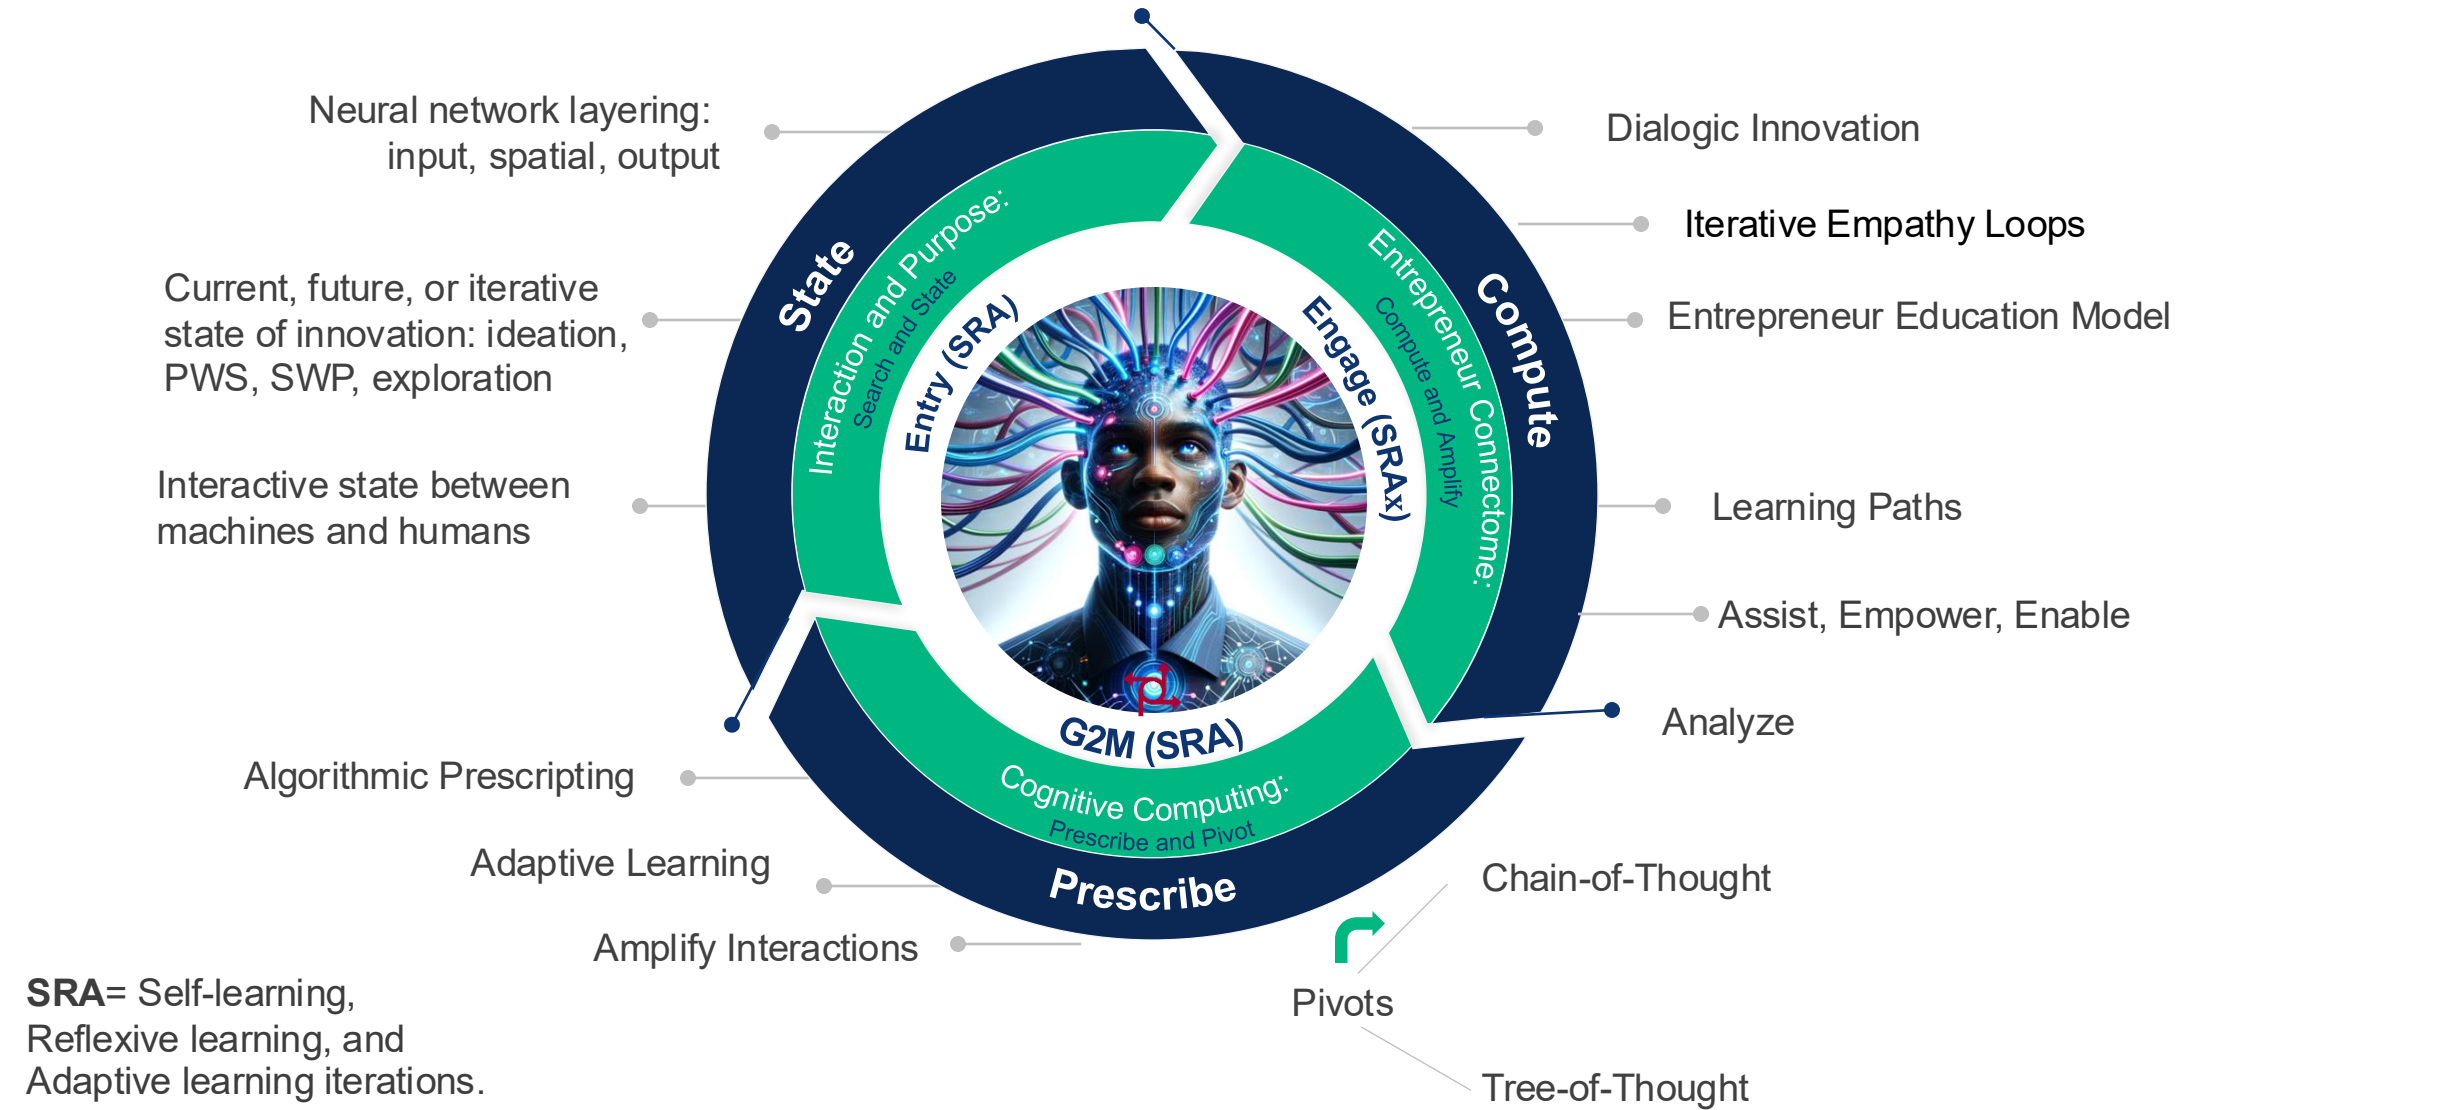 Neural network layering:
input, spatial, output
Current, future, or iterative
state of innovation: ideation,
PWS, SWP, exploration
Interactive state between
machines and humans
State
Interaction and Purpose:
Search and State
Entry (SRA)
Engage (SRAx)
Entrepreneur Connectome:
Compute and Amplify
Compute
Dialogic Innovation
Iterative Empathy Loops
Entrepreneur Education Model
Learning Paths
Assist, Empower, Enable
Analyze
G2M (SRA)
Cognitive Computing:
Prescribe and Pivot
Prescribe
Algorithmic Prescripting
Adaptive Learning
Amplify Interactions
Chain-of-Thought
Pivots
Tree-of-Thought
SRA= Self-learning,
Reflexive learning, and
Adaptive learning iterations.